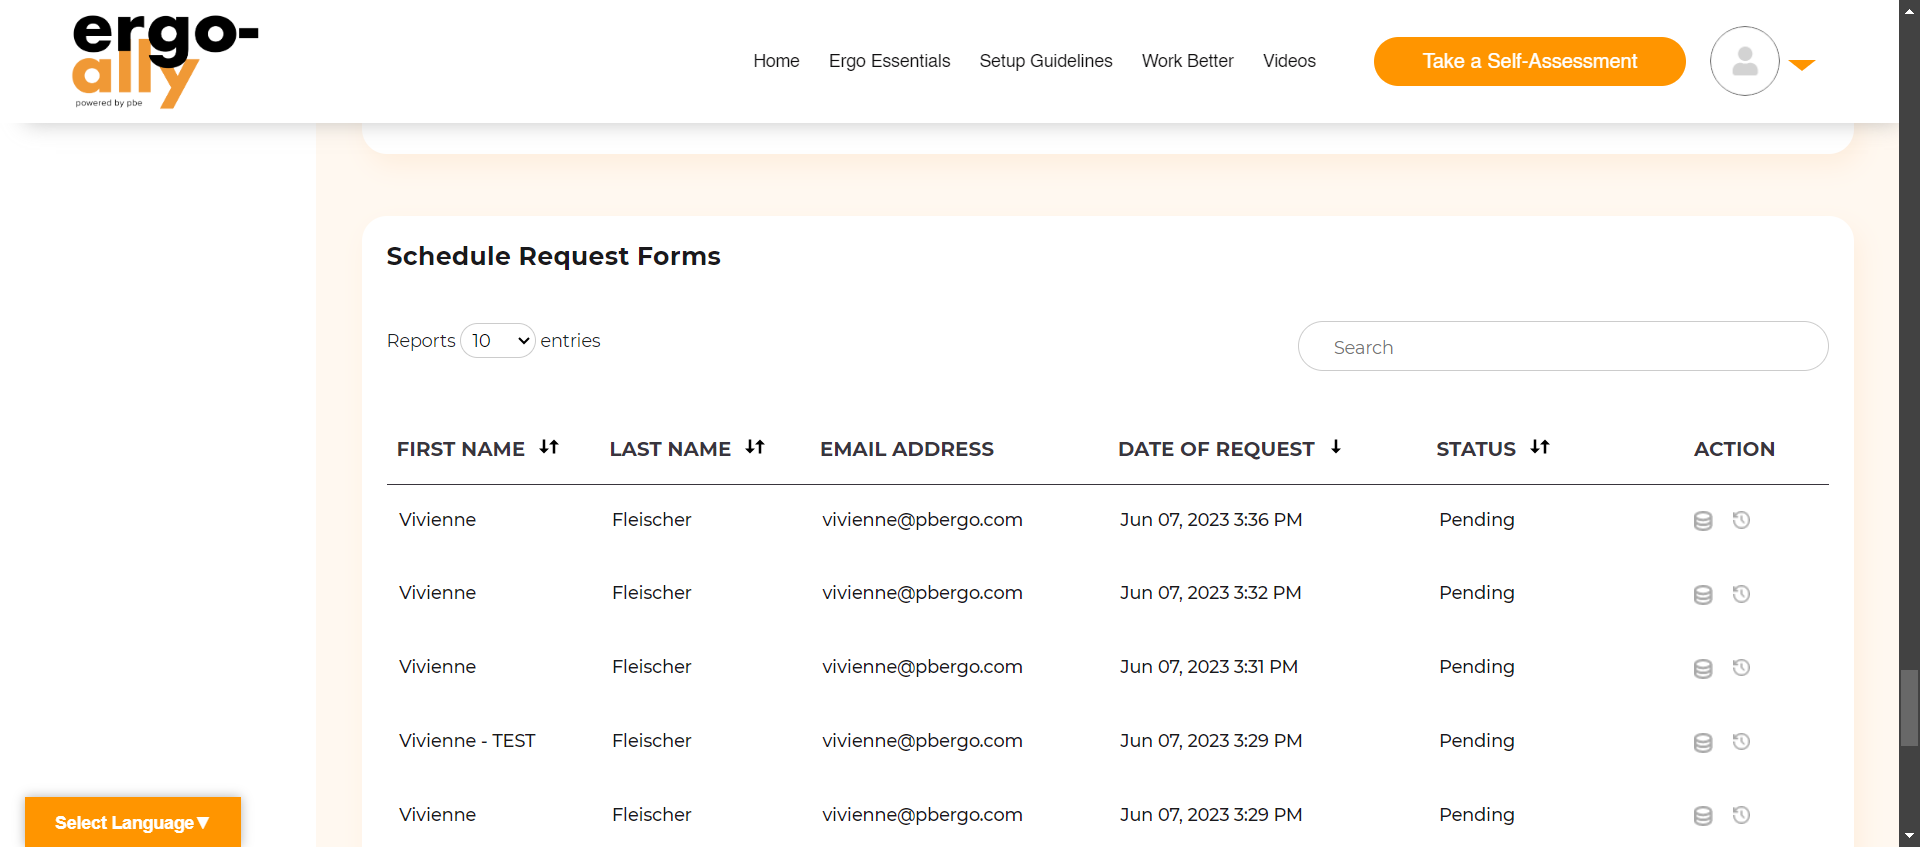 ergo-
ally
powered by pbe
Home Ergo Essentials Setup Guidelines Work Better Videos Take a Self-Assessment
Schedule Request Forms
Reports 10 entries Search
FIRST NAME LAST NAME EMAIL ADDRESS DATE OF REQUEST STATUS ACTION
Vivienne Fleischer vivienne@pbergo.com Jun 07, 2023 3:36 PM Pending
Vivienne Fleischer vivienne@pbergo.com Jun 07, 2023 3:32 PM Pending
Vivienne Fleischer vivienne@pbergo.com Jun 07, 2023 3:31 PM Pending
Vivienne - TEST Fleischer vivienne@pbergo.com Jun 07, 2023 3:29 PM Pending
Vivienne Fleischer vivienne@pbergo.com Jun 07, 2023 3:29 PM Pending
Select Language▼